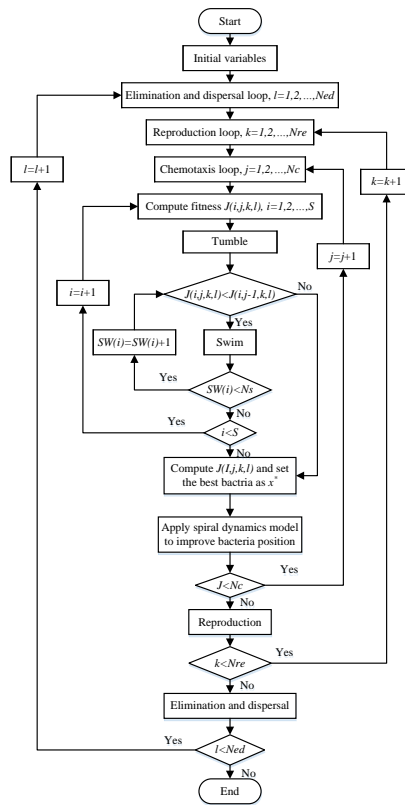 Start
Initial variables
Elimination and dispersal loop, l=1,2,...,Ned
Reproduction loop, k=1,2,...,Nre
l=l+1
Chemotaxis loop, j=1,2,...,Nc
k=k+1
Compute fitness J(i,j,k,l), i=1,2,...,S
Tumble
j=j+1
i=i+1
J(i,j,k,l)<J(i,j-1,k,l)
No
Yes
SW(i)=SW(i)+1
Swim
Yes
SW(i)<Ns
No
Yes
i<S
No
Compute J(I,j,k,l) and set
the best bactria as x*
Apply spiral dynamics model
to improve bacteria position
Yes
J<Nc
No
Reproduction
Yes
k<Nre
No
Elimination and dispersal
Yes
l<Ned
No
End